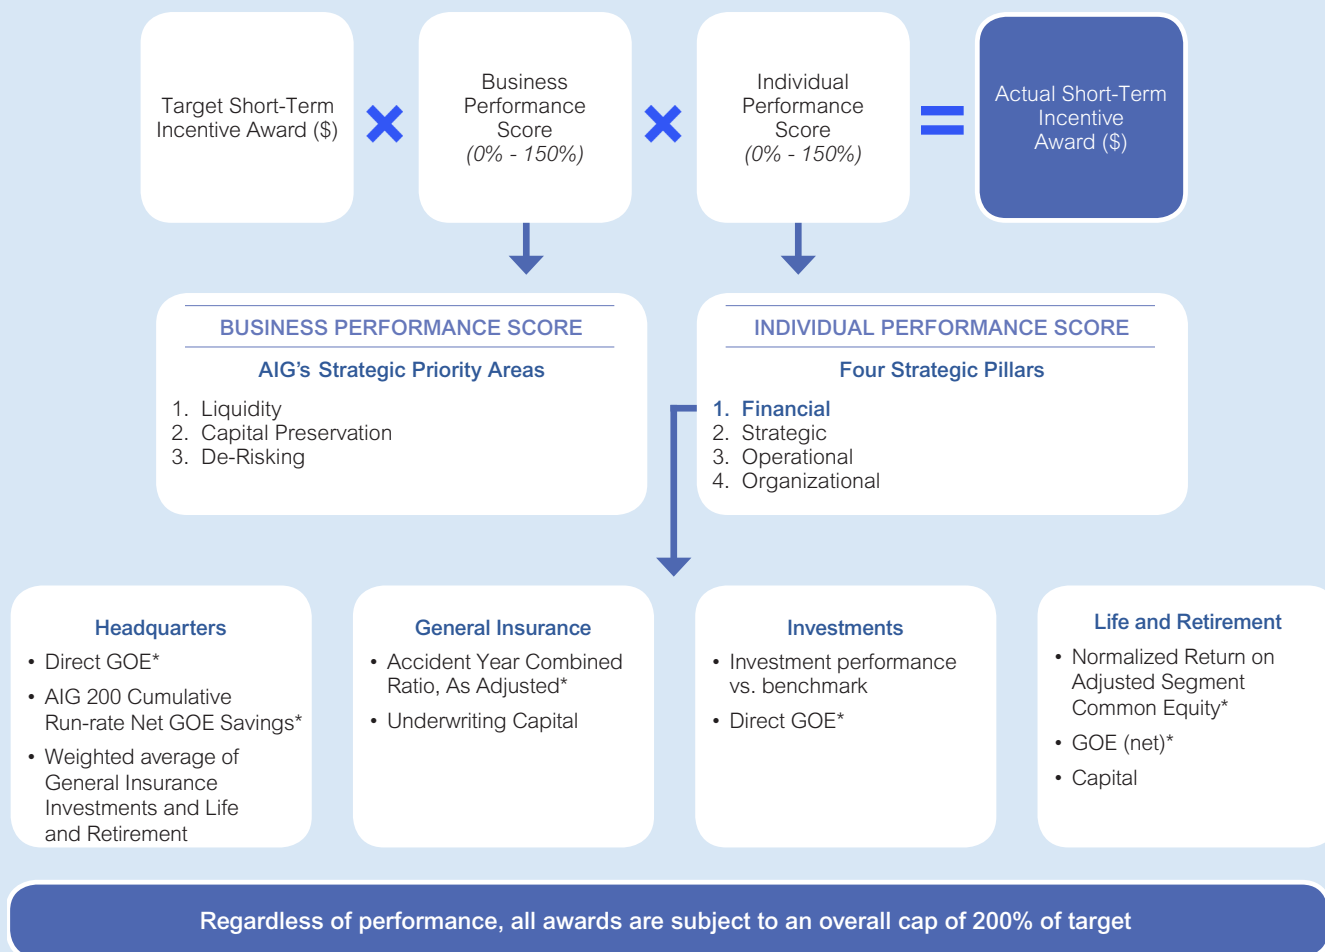 Target Short-Term
Incentive Award ($)
×
Business
Performance
Score
(0% - 150%)
×
Individual
Performance
Score
(0% - 150%)
=
Actual Short-Term
Incentive
Award ($)
BUSINESS PERFORMANCE SCORE
AIG's Strategic Priority Areas
1. Liquidity
2. Capital Preservation
3. De-Risking
INDIVIDUAL PERFORMANCE SCORE
Four Strategic Pillars
1. Financial
2. Strategic
3. Operational
4. Organizational
Headquarters
• Direct GOE*
• AIG 200 Cumulative
Run-rate Net GOE Savings*
• Weighted average of
General Insurance
Investments and Life
and Retirement
General Insurance
• Accident Year Combined
Ratio, As Adjusted*
• Underwriting Capital
Investments
• Investment performance
vs. benchmark
• Direct GOE*
Life and Retirement
• Normalized Return on
Adjusted Segment
Common Equity*
• GOE (net)*
• Capital
Regardless of performance, all awards are subject to an overall cap of 200% of target